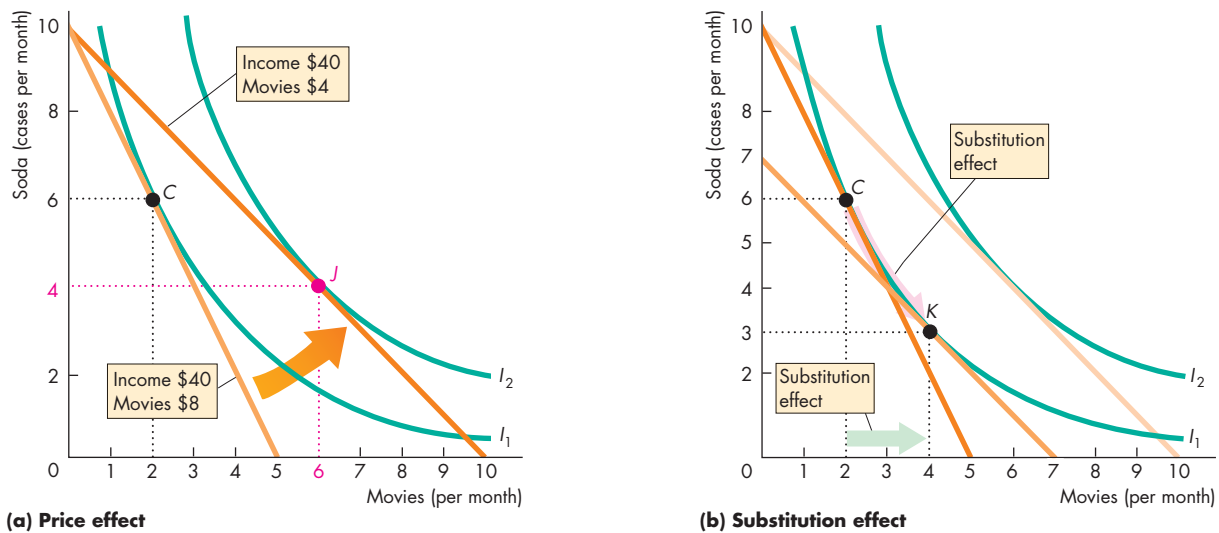 Soda (cases per month)
10
8
6
4
2
0
1
2
3
4
5
6
7
8
9
10
Movies (per month)
Income $40
Movies $4
C
J
Income $40
Movies $8
I2
I1
(a) Price effect
Soda (cases per month)
10
8
7
6
5
4
3
2
0
1
2
3
4
5
6
7
8
9
10
Movies (per month)
Substitution
effect
C
K
Substitution
effect
I2
I1
(b) Substitution effect